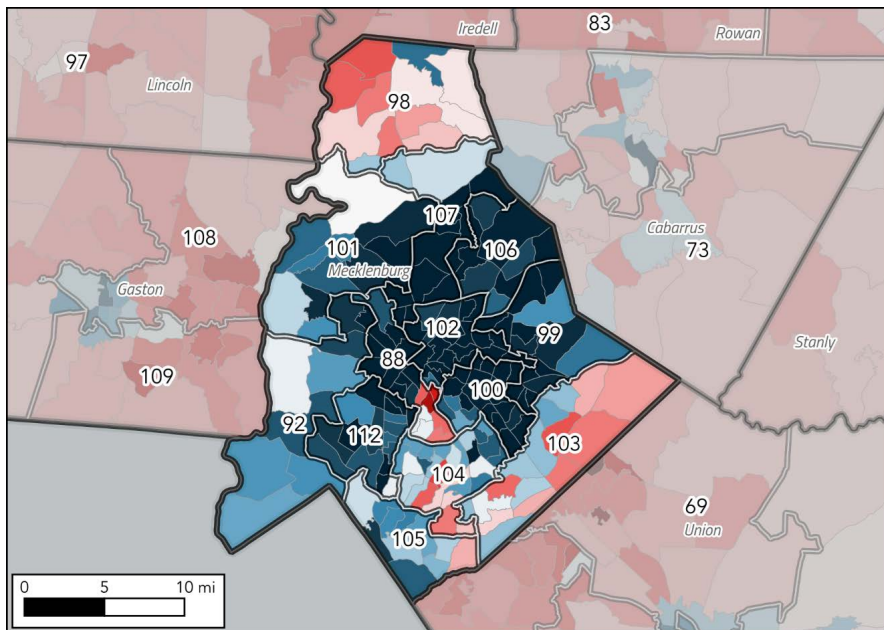 Iredell
83
Rowan
97
Lincoln
98
107
108
101
106
Cabarrus
73
Mecklenburg
Gaston
102
99
Stanly
88
109
100
92
112
103
104
69
Union
105
0 5 10 mi